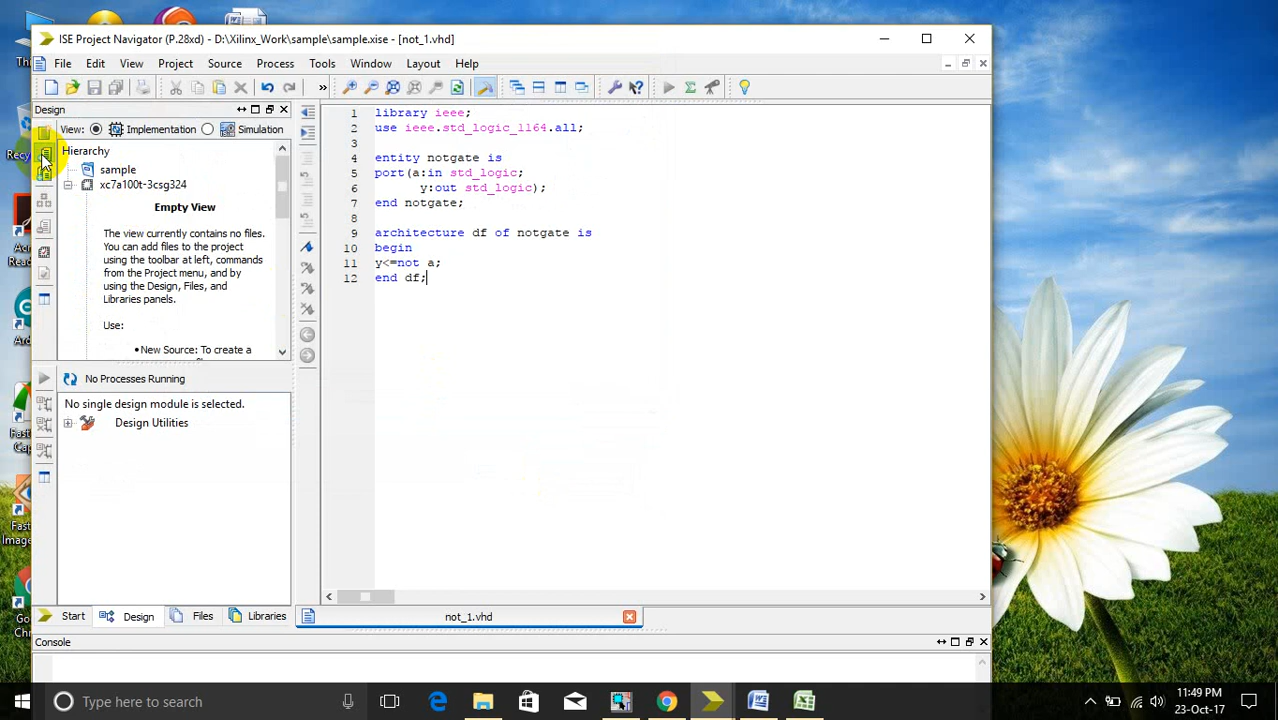 ISE Project Navigator (P.28xd) - D:\Xilinx_Work\sample\sample.xise - [not_1.vhd]
File Edit View Project Source Process Tools Window Layout Help
»
Design
View: Implementation Simulation
Hierarchy
sample
xc7a100t-3csg324
Empty View
The view currently contains no files.
You can add files to the project
using the toolbar at left, commands
from the Project menu, and by
using the Design, Files, and
Libraries panels.
Use:
•New Source: To create a
No Processes Running
No single design module is selected.
Design Utilities
Start Design Files Libraries
1 library ieee;
2 use ieee.std_logic_1164.all;
3
4 entity notgate is
5 port(a:in std_logic;
6 y:out std_logic);
7 end notgate;
8
9 architecture df of notgate is
10 begin
11 y<=not a;
12 end df;
not_1.vhd
Console
Type here to search
11:49 PM
23-Oct-17